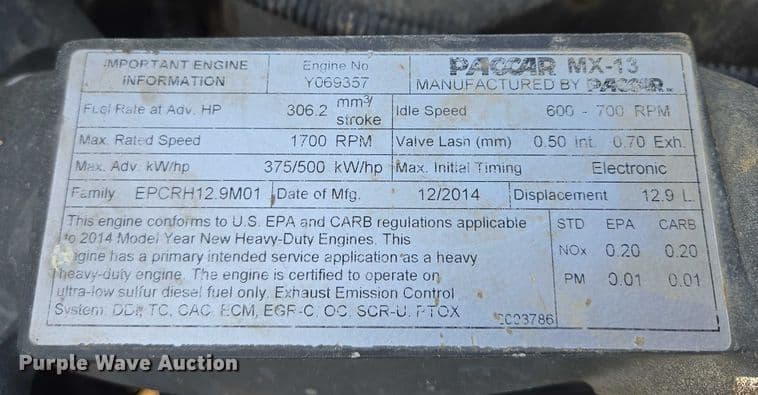 IMPORTANT ENGINE
INFORMATION
Engine No
Y069357
PACCAR MX-13
MANUFACTURED BY PACCAR
Fuel Rate at Adv. HP 306.2 mm³/stroke
Idle Speed 600 - 700 RPM
Max. Rated Speed 1700 RPM
Valve Lash (mm) 0.50 Int. 0.70 Exh.
Max. Adv. kW/hp 375/500 kW/hp
Max. Initial Timing Electronic
Family EPCRH12.9M01
Date of Mfg. 12/2014
Displacement 12.9 L
This engine conforms to U.S. EPA and CARB regulations applicable
to 2014 Model Year New Heavy-Duty Engines. This
engine has a primary intended service application as a heavy
heavy-duty engine. The engine is certified to operate on
ultra-low sulfur diesel fuel only. Exhaust Emission Control
System: TC, CAC, ECM, EGR-C, OC, SCR-U, PTOX
STD EPA CARB
NOx 0.20 0.20
PM 0.01 0.01
Purple Wave Auction